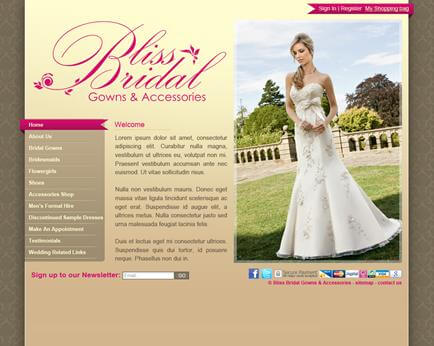 Sign In | Register My Shopping bag
Bliss
Bridal
Gowns & Accessories
Home
About Us
Bridal Gowns
Bridesmaids
Flowergirls
Shoes
Accessories Shop
Men's Formal Hire
Discontinued Sample Dresses
Make An Appointment
Testimonials
Wedding Related Links
Welcome
Lorem ipsum dolor sit amet, consectetur
adipiscing elit. Curabitur nulla magna,
vestibulum ut ultrices eu, volutpat non mi.
Praesent vestibulum accumsan vestibulum
ut. Ut vitae sollicitudin risus.
Nulla non vestibulum mauris. Donec eget
massa vitae ligula tincidunt scelerisque ac
eget erat. Suspendisse id augue elit, a
ultrices metus. Nulla consectetur justo sed
urna malesuada feugiat lacinia felis.
Duis et lectus eget mi consectetur ultrices.
Suspendisse quis dui tortor, id posuere
neque. Phasellus non dui in.
Sign up to our Newsletter: Email GO
Secure Payment PayPal VISA
© Bliss Bridal Gowns & Accessories - sitemap - contact us